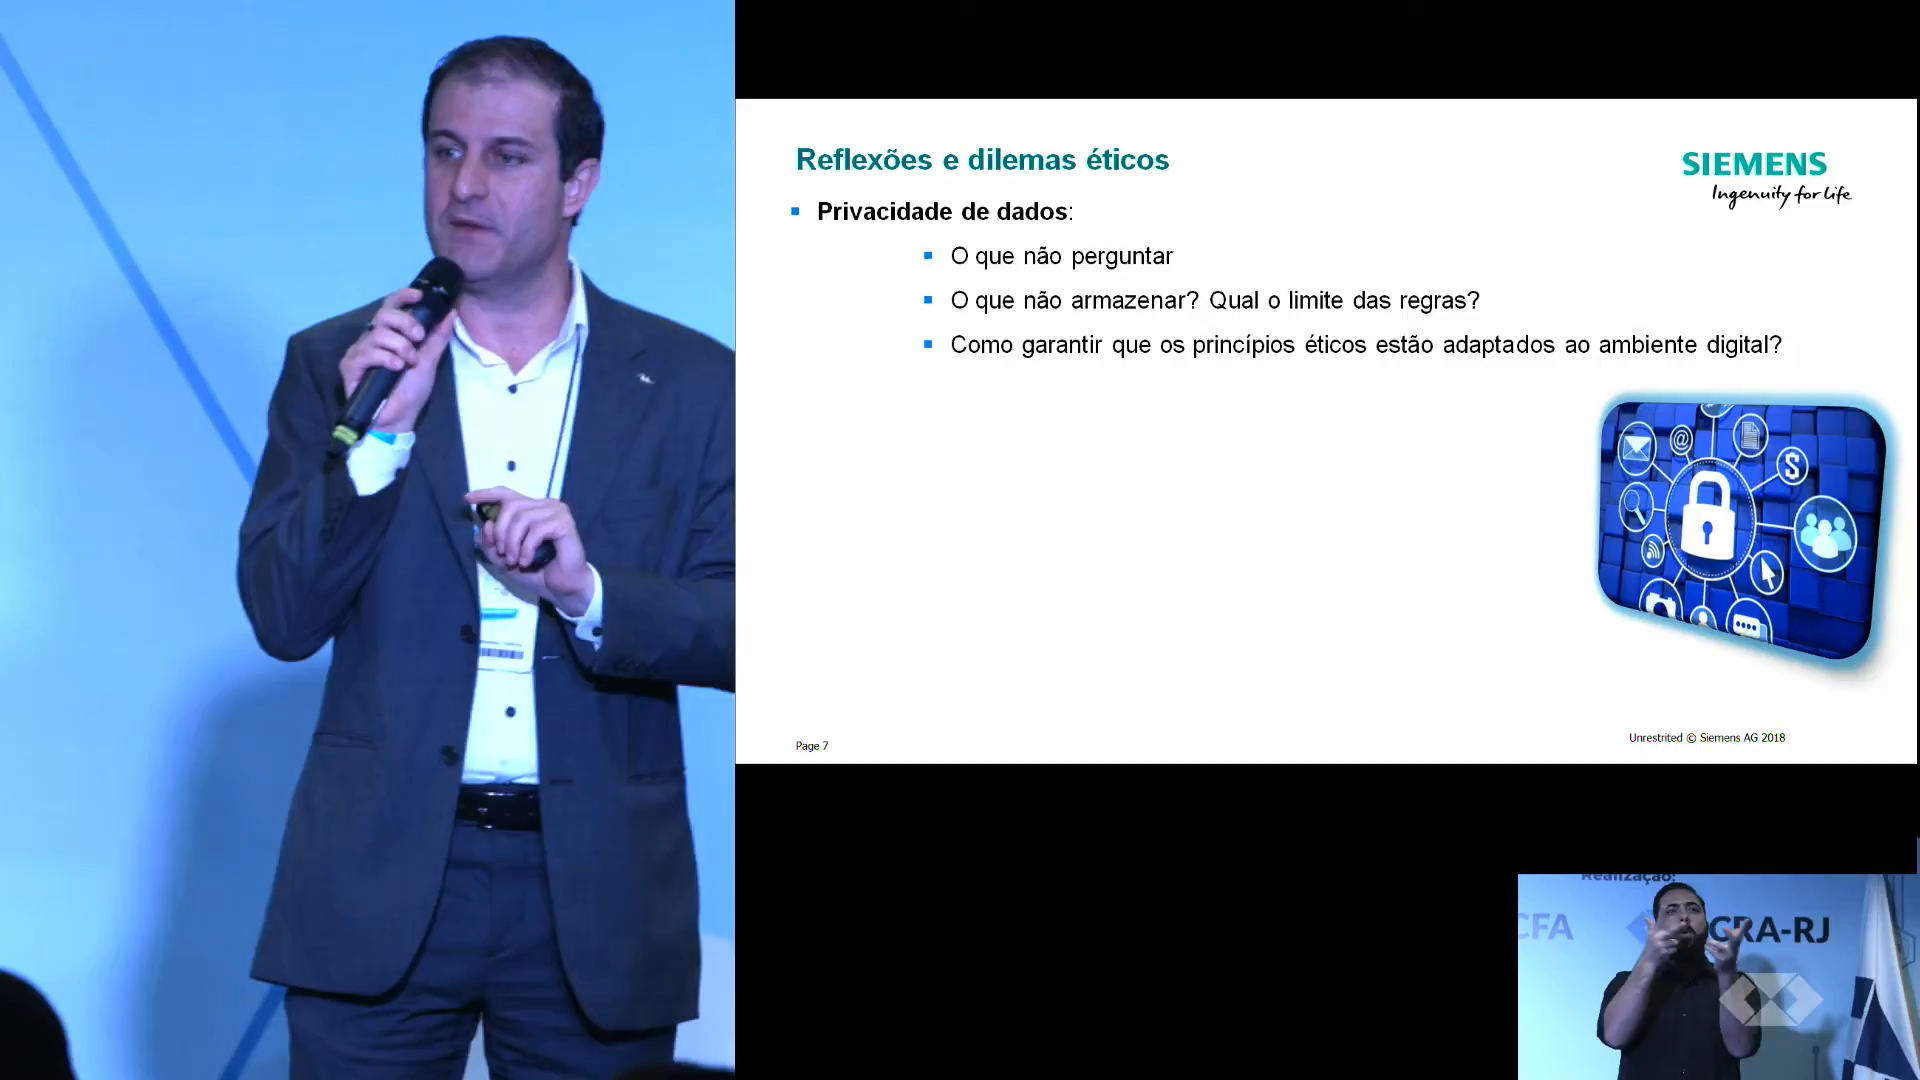 Reflexões e dilemas éticos
SIEMENS
Ingenuity for life
Privacidade de dados:
O que não perguntar
O que não armazenar? Qual o limite das regras?
Como garantir que os princípios éticos estão adaptados ao ambiente digital?
@
$
Page 7
Unrestrited © Siemens AG 2018
Realização:
CFA
CRA-RJ